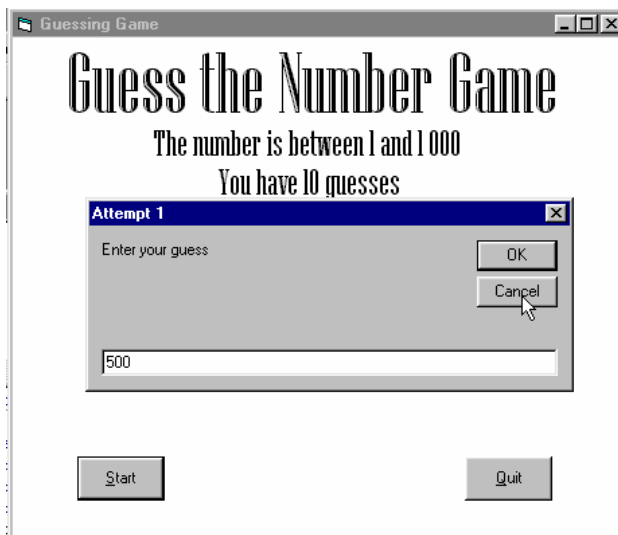 Guessing Game
Guess the Number Game
The number is between 1 and 1 000
You have 10 guesses
Attempt 1
Enter your guess
OK
Cancel
500
Start
Quit